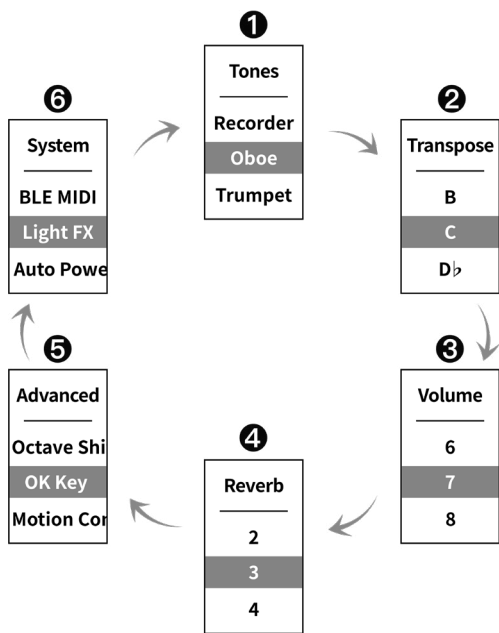 ❶
Tones
Recorder
Oboe
Trumpet
❷
Transpose
B
C
D♭
❸
Volume
6
7
8
❹
Reverb
2
3
4
❺
Advanced
Octave Shi
OK Key
Motion Cor
❻
System
BLE MIDI
Light FX
Auto Powe